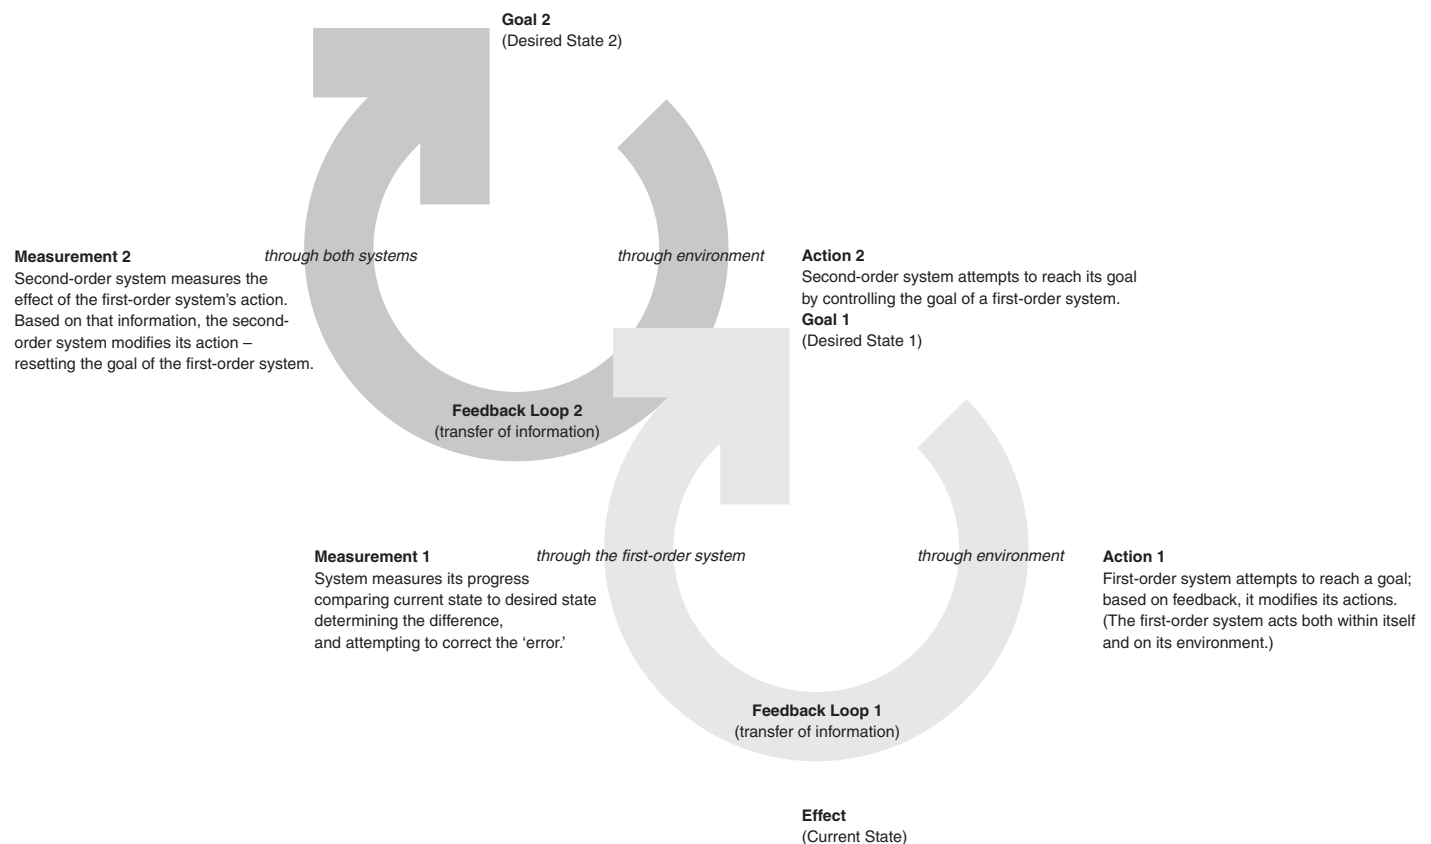 Goal 2
(Desired State 2)
Measurement 2
Second-order system measures the
effect of the first-order system’s action.
Based on that information, the second-
order system modifies its action –
resetting the goal of the first-order system.
through both systems
through environment
Action 2
Second-order system attempts to reach its goal
by controlling the goal of a first-order system.
Goal 1
(Desired State 1)
Feedback Loop 2
(transfer of information)
Measurement 1
System measures its progress
comparing current state to desired state
determining the difference,
and attempting to correct the ‘error.’
through the first-order system
through environment
Action 1
First-order system attempts to reach a goal;
based on feedback, it modifies its actions.
(The first-order system acts both within itself
and on its environment.)
Feedback Loop 1
(transfer of information)
Effect
(Current State)